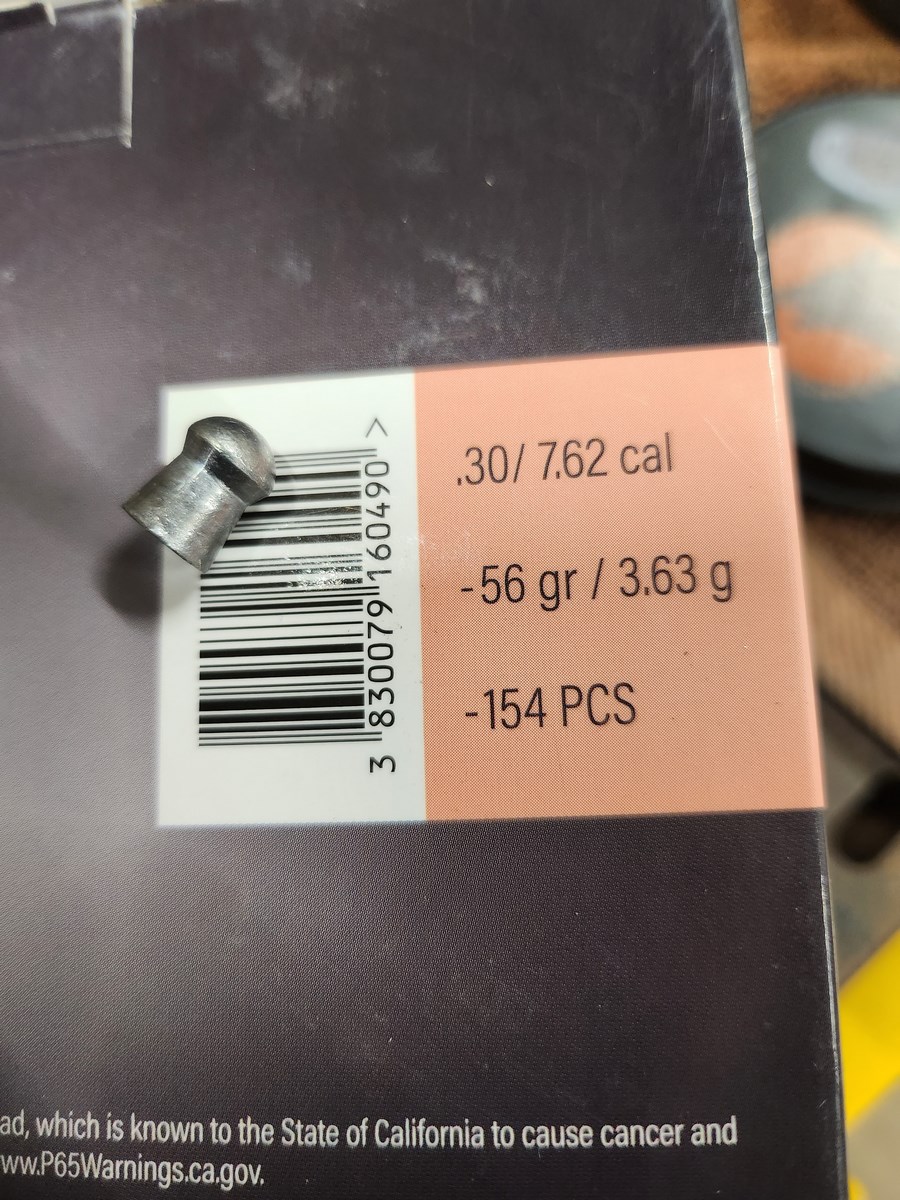 .30/ 7.62 cal
-56 gr / 3.63 g
-154 PCS
3 830079 160490 >
ad, which is known to the State of California to cause cancer and
ww.P65Warnings.ca.gov.